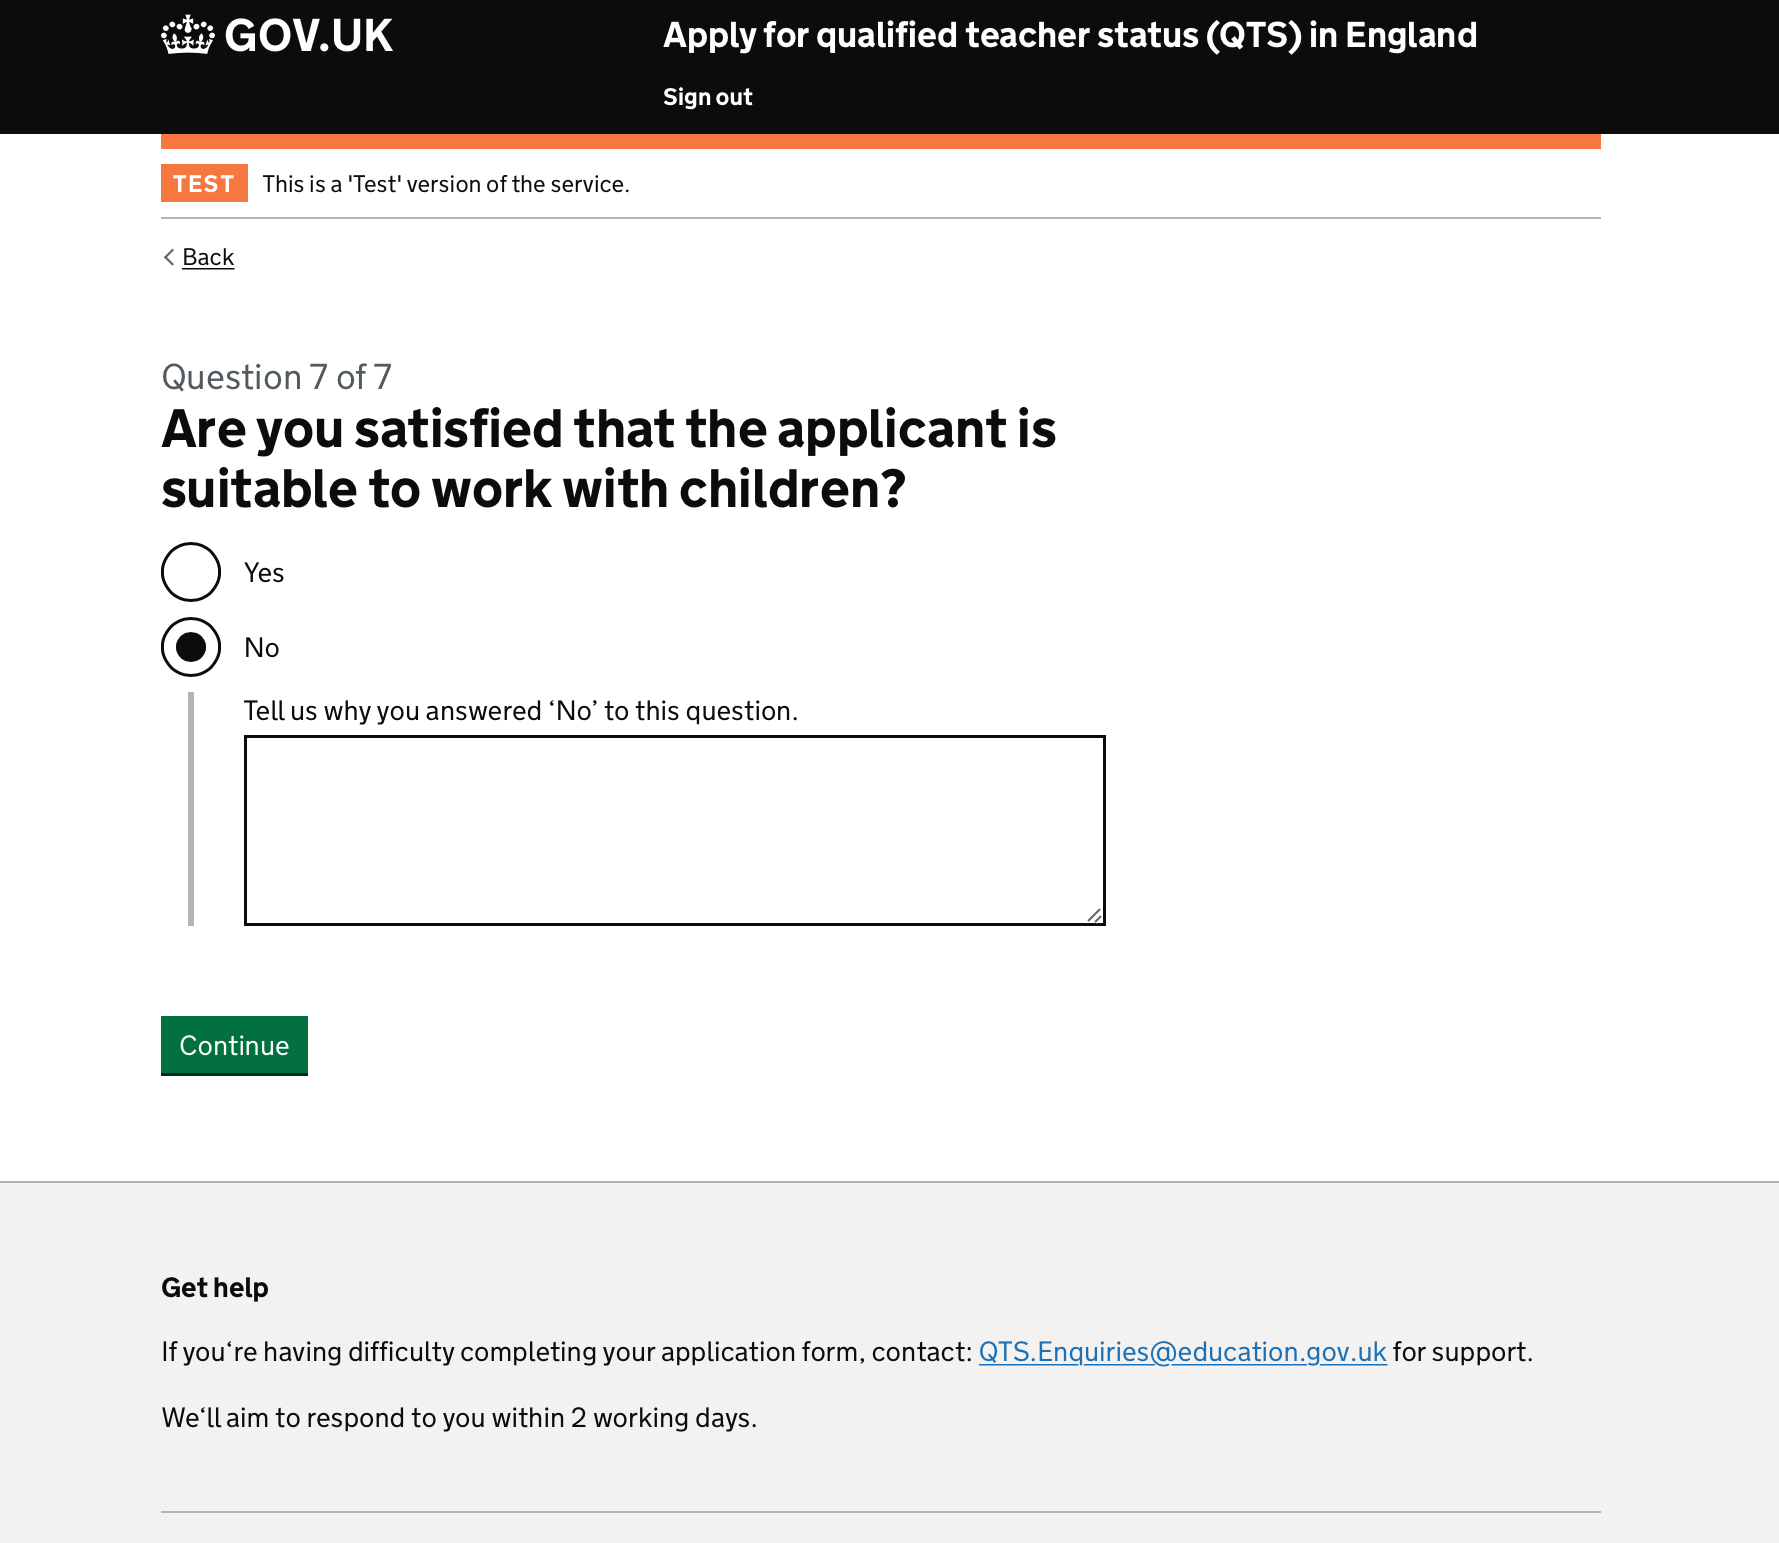 GOV.UK
Apply for qualified teacher status (QTS) in England
Sign out
TEST This is a 'Test' version of the service.
Back
Question 7 of 7
Are you satisfied that the applicant is
suitable to work with children?
Yes
No
Tell us why you answered ‘No’ to this question.
Continue
Get help
If you‘re having difficulty completing your application form, contact: QTS.Enquiries@education.gov.uk for support.
We‘ll aim to respond to you within 2 working days.